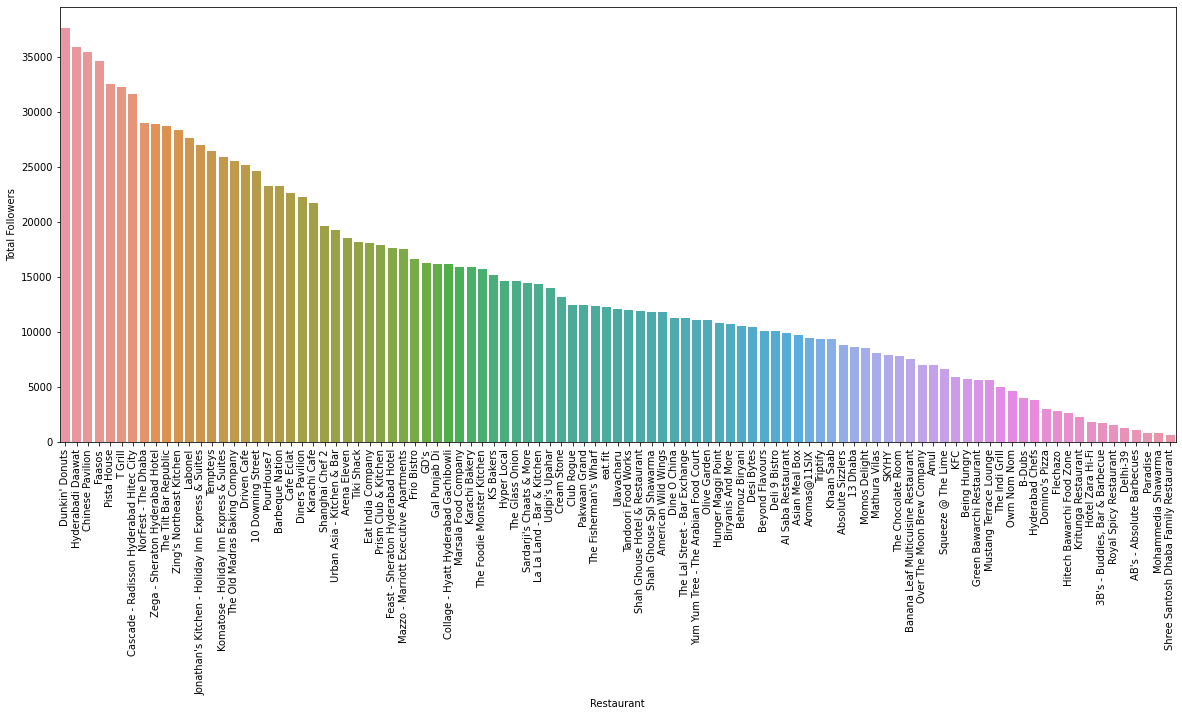 35000
30000
25000
20000
15000
10000
5000
0
Total Followers
Dunkin' Donuts
Hyderabadi Daawat
Chinese Pavilion
Faasos
Pista House
T Grill
Cascade - Radisson Hyderabad Hitec City
NorFest - The Dhaba
Zega - Sheraton Hyderabad Hotel
The Tilt Bar Republic
Zing's Northeast Kitchen
Labonel
Jonathan's Kitchen - Holiday Inn Express & Suites
Tempteys
Komatose - Holiday Inn Express & Suites
The Old Madras Baking Company
Driven Cafe
10 Downing Street
PourHouse7
Barbeque Nation
Cafe Eclat
Diners Pavilion
Karachi Cafe
Shanghai Chef 2
Urban Asia - Kitchen & Bar
Arena Eleven
Tiki Shack
Eat India Company
Prism Club & Kitchen
Feast - Sheraton Hyderabad Hotel
Mazzo - Marriott Executive Apartments
Frio Bistro
GD's
Gal Punjab Di
Collage - Hyatt Hyderabad Gachibowli
Marsala Food Company
Karachi Bakery
The Foodie Monster Kitchen
KS Bakers
Hyper Local
The Glass Onion
Sardarji's Chaats & More
La La Land - Bar & Kitchen
Udipi's Upahar
Cream Stone
Club Rogue
Pakwaan Grand
The Fisherman's Wharf
eat.fit
Ulavacharu
Tandoori Food Works
Shah Ghouse Hotel & Restaurant
Shah Ghouse Spl Shawarma
American Wild Wings
Dine O China
The Lal Street - Bar Exchange
Yum Yum Tree - The Arabian Food Court
Olive Garden
Hunger Maggi Point
Biryanis And More
Behrouz Biryani
Desi Bytes
Beyond Flavours
Deli 9 Bistro
Al Saba Restaurant
Asian Meal Box
Aromas@11SIX
Triptify
Khaan Saab
Absolute Sizzlers
13 Dhaba
Momos Delight
Mathura Vilas
SKYHY
The Chocolate Room
Banana Leaf Multicuisine Restaurant
Over The Moon Brew Company
Amul
Squeeze @ The Lime
KFC
Being Hungry
Green Bawarchi Restaurant
Mustang Terrace Lounge
The Indi Grill
Owm Nom Nom
B-Dubs
Hyderabad Chefs
Domino's Pizza
Flechazo
Hitech Bawarchi Food Zone
Kritunga Restaurant
Hotel Zara Hi-Fi
3B's - Buddies, Bar & Barbecue
Royal Spicy Restaurant
Delhi-39
AB's - Absolute Barbecues
Paradise
Mohammedia Shawarma
Shree Santosh Dhaba Family Restaurant
Restaurant